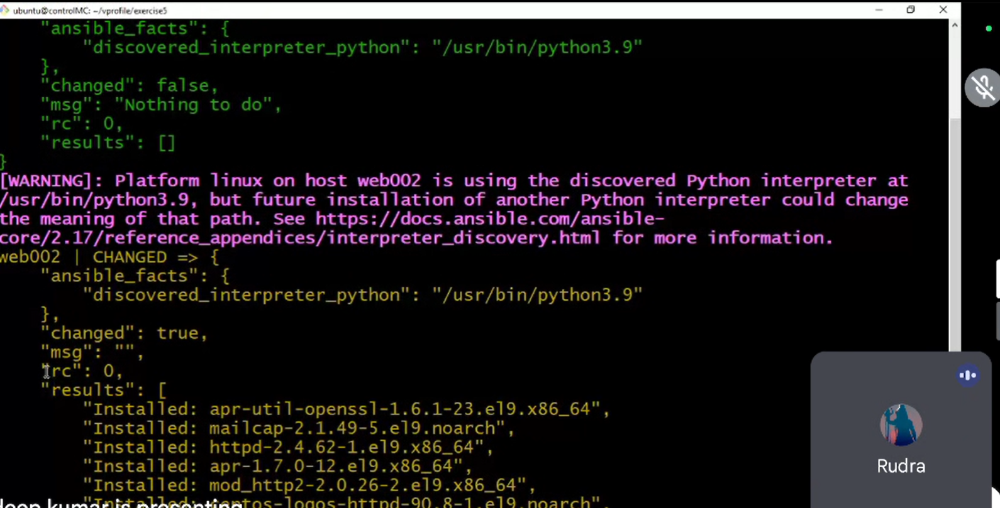 ubuntu@controlMC: ~/vprofile/exercise5
"ansible_facts": {
"discovered_interpreter_python": "/usr/bin/python3.9"
},
"changed": false,
"msg": "Nothing to do",
"rc": 0,
"results": []
}
[WARNING]: Platform linux on host web002 is using the discovered Python interpreter at
/usr/bin/python3.9, but future installation of another Python interpreter could change
the meaning of that path. See https://docs.ansible.com/ansible-
core/2.17/reference_appendices/interpreter_discovery.html for more information.
web002 | CHANGED => {
"ansible_facts": {
"discovered_interpreter_python": "/usr/bin/python3.9"
},
"changed": true,
"msg": "",
"rc": 0,
"results": [
"Installed: apr-util-openssl-1.6.1-23.el9.x86_64",
"Installed: mailcap-2.1.49-5.el9.noarch",
"Installed: httpd-2.4.62-1.el9.x86_64",
"Installed: apr-1.7.0-12.el9.x86_64",
"Installed: mod_http2-2.0.26-2.el9.x86_64",
"Installed: centos-logos-httpd-90.8-1.el9.noarch",
Rudra
kumar is presenting